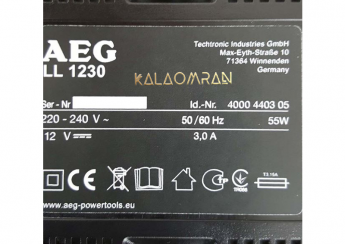 AEG
LL 1230
Techtronic Industries GmbH
Max-Eyth-Straße 10
71364 Winnenden
Germany
KALAOMRAN
Ser - Nr
Id.-Nr. 4000 4403 05
220 - 240 V ~ 50/60 Hz 55W
12 V 3,0 A
T3.15A
www.aeg-powertools.eu